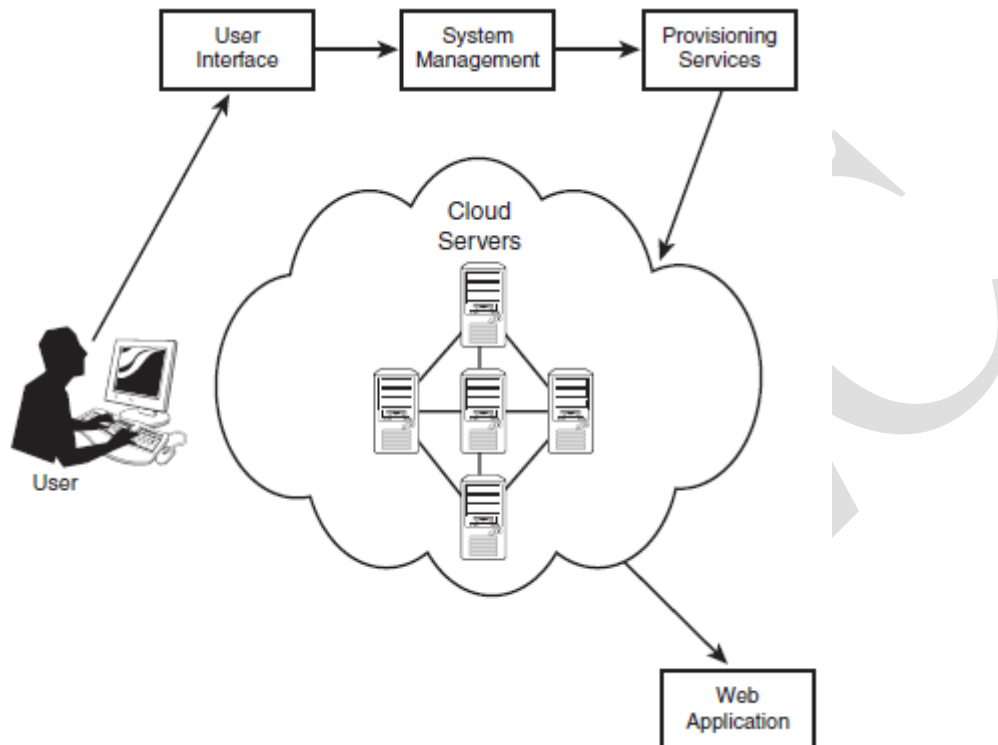 User
Interface
System
Management
Provisioning
Services
Cloud
Servers
User
Web
Application